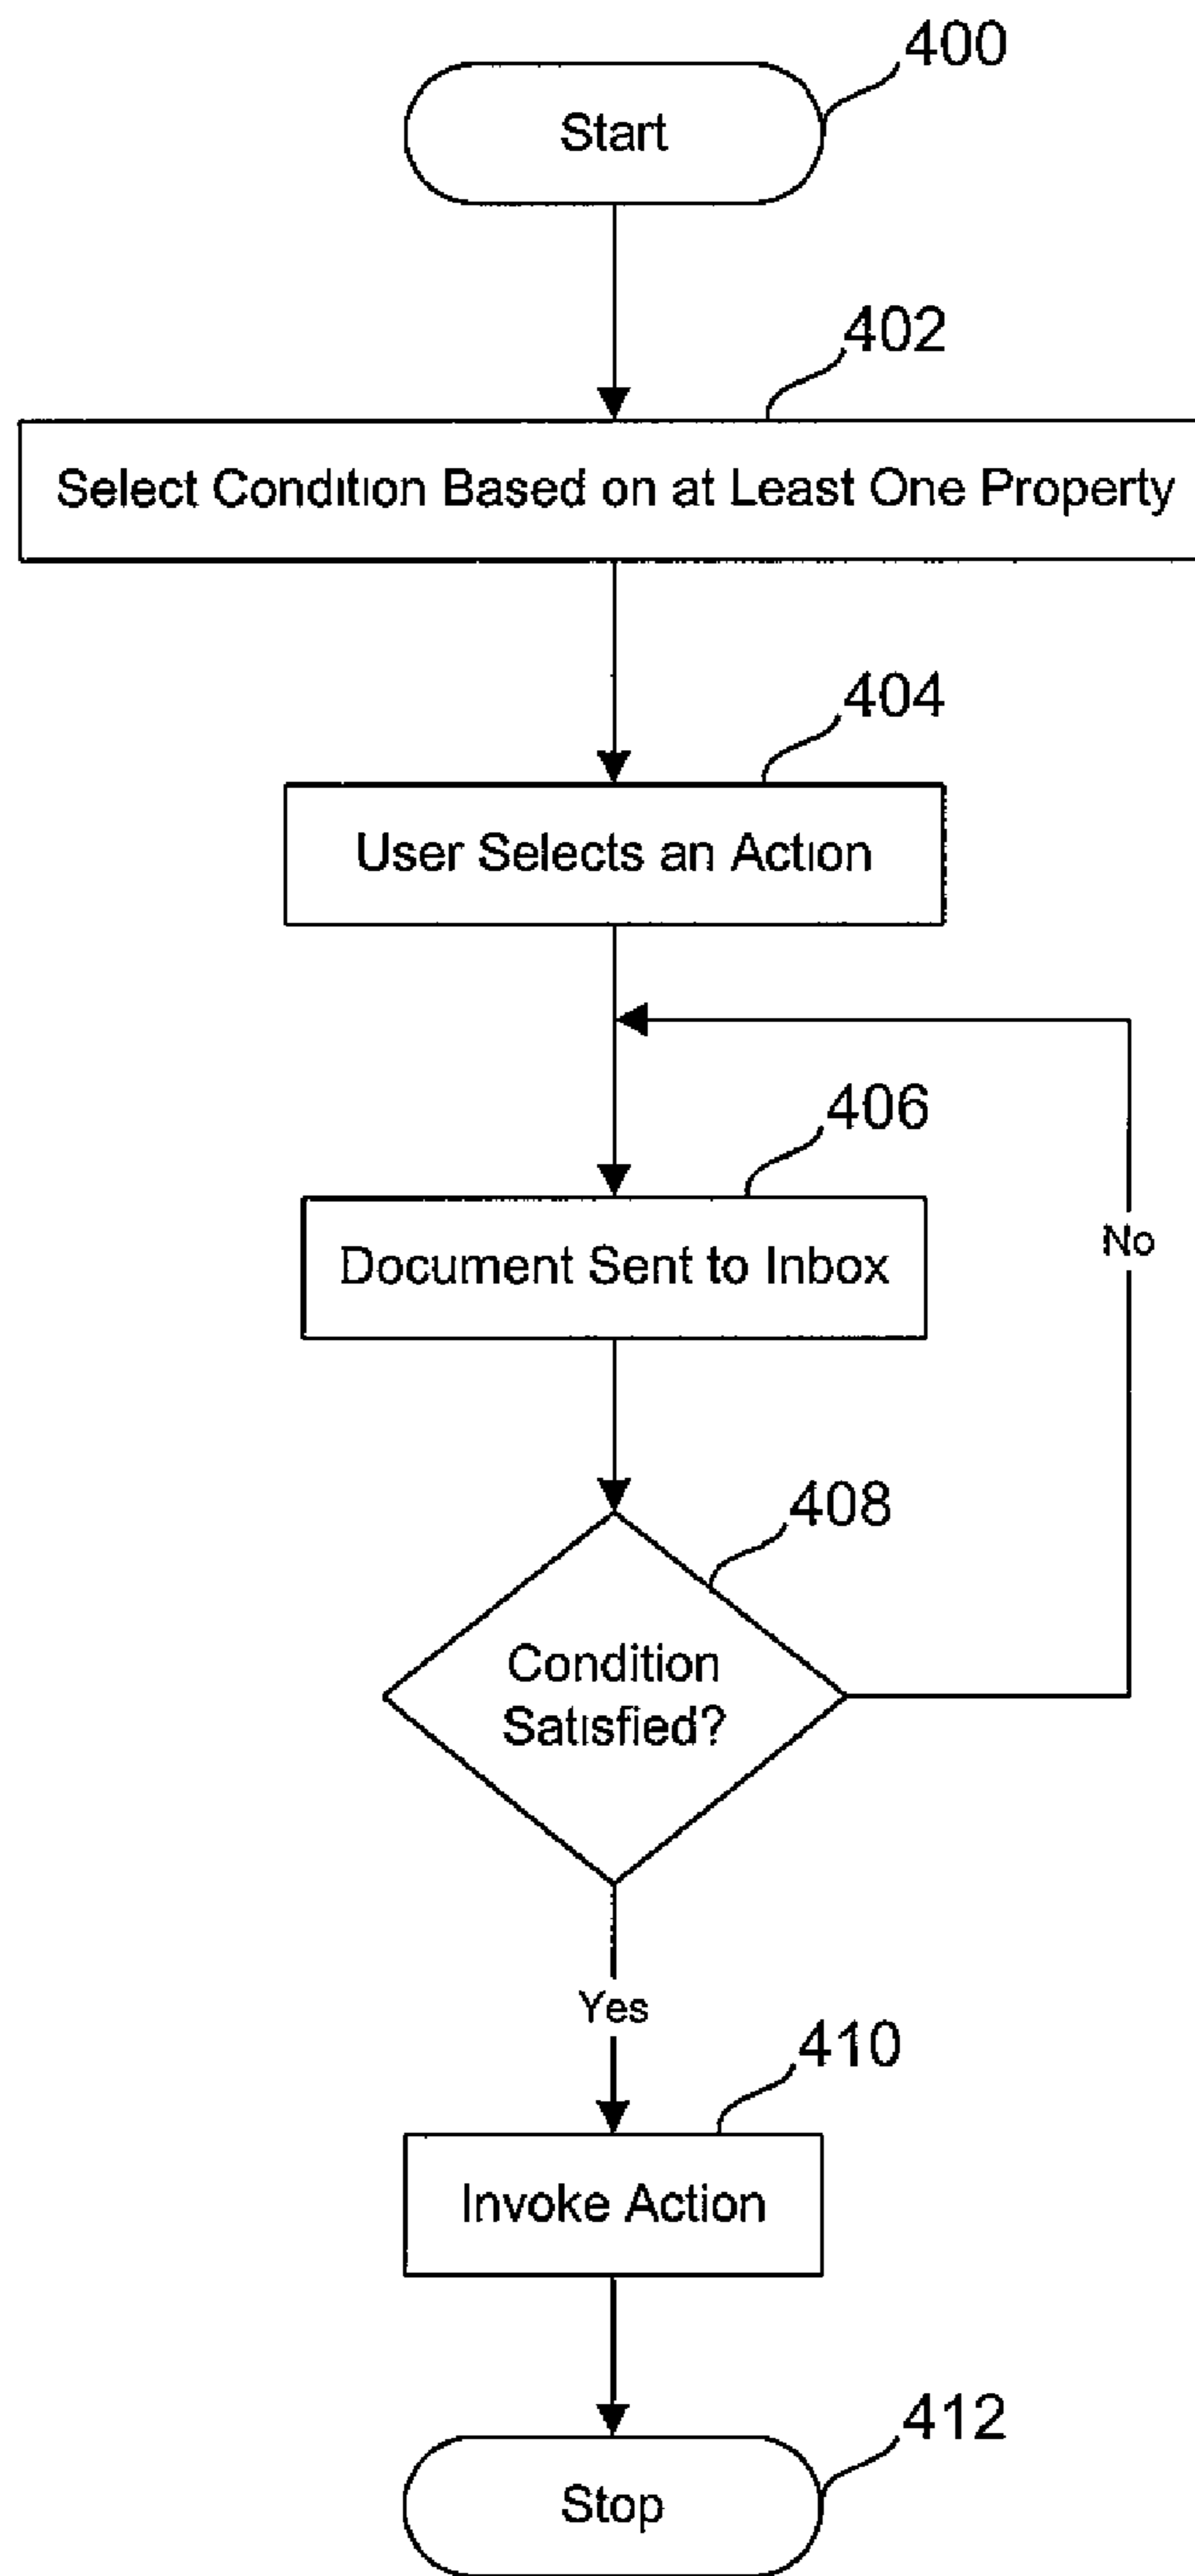 400
Start
402
Select Condition Based on at Least One Property
404
User Selects an Action
406
Document Sent to Inbox
No
408
Condition
Satisfied?
Yes
410
Invoke Action
412
Stop